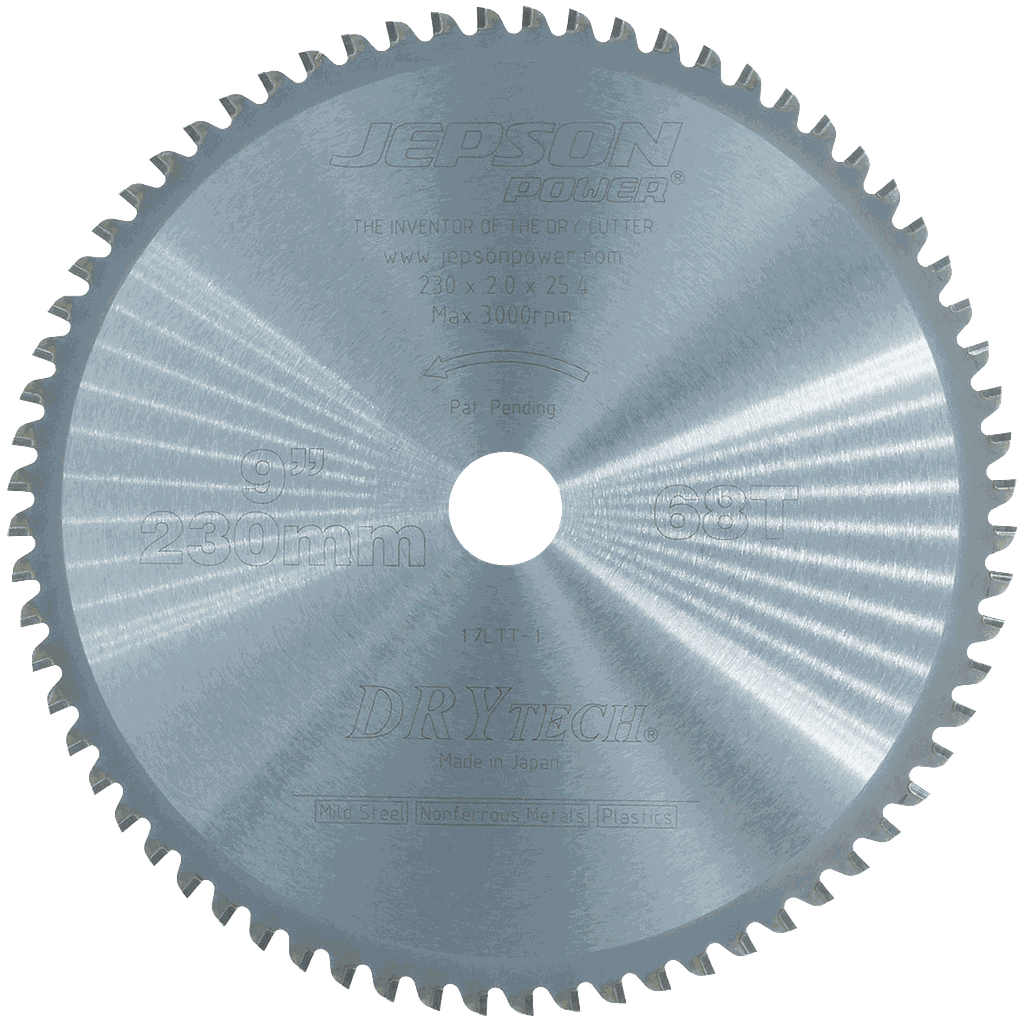 JEPSON
POWER®
THE INVENTOR OF THE DRY CUTTER
www.jepsonpower.com
230 x 2.0 x 25.4
Max 3000rpm
Pat. Pending
9”
230mm
68T
17LTT-1
DRYTECH®
Made in Japan
Mild Steel Nonferrous Metals Plastics